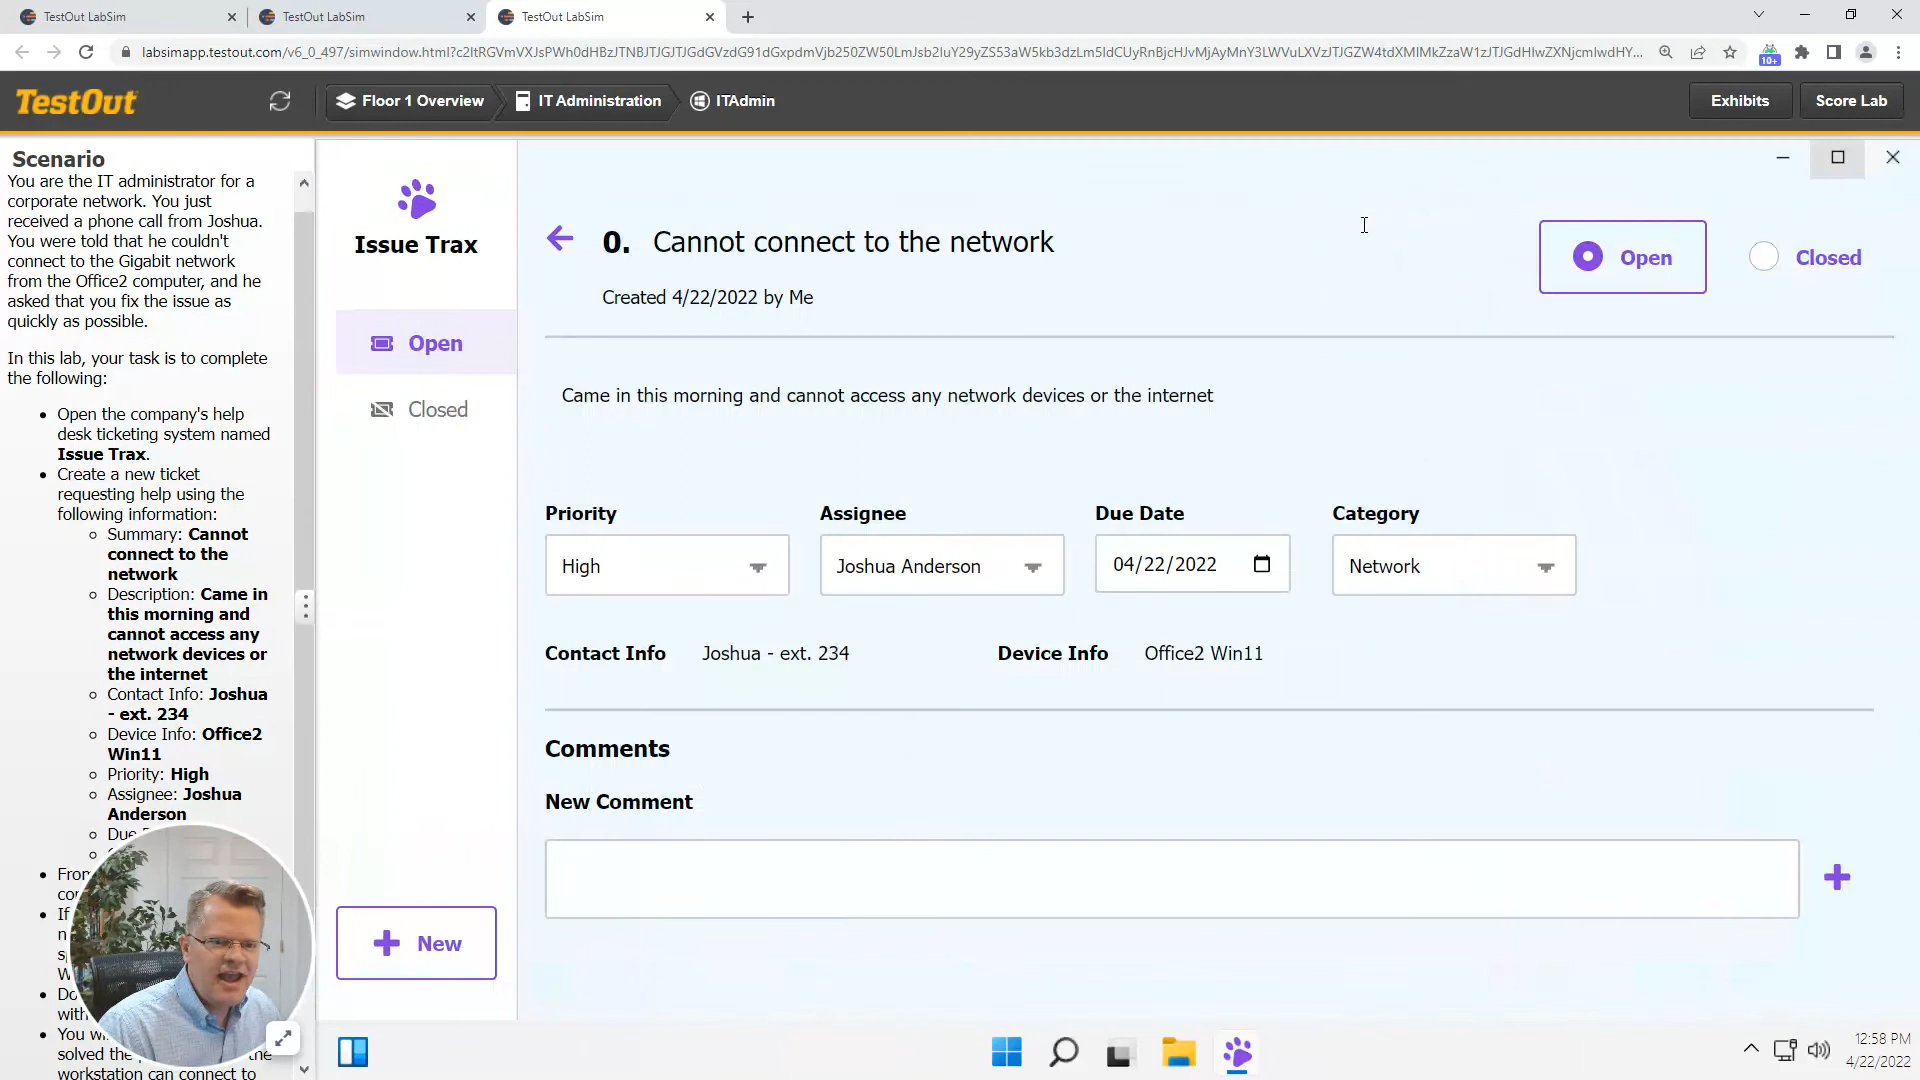 TestOut LabSim
TestOut LabSim
TestOut LabSim
labsimapp.testout.com/v6_0_497/simwindow.html?
10+
TestOut
Floor 1 Overview
IT Administration
ITAdmin
Exhibits
Score Lab
Scenario
You are the IT administrator for a
corporate network. You just
received a phone call from Joshua.
You were told that he couldn't
connect to the Gigabit network
from the Office2 computer, and he
asked that you fix the issue as
quickly as possible.
In this lab, your task is to complete
the following:
Open the company's help
desk ticketing system named
Issue Trax.
Create a new ticket
requesting help using the
following information:
Summary: Cannot
connect to the
network
Description: Came in
this morning and
cannot access any
network devices or
the internet
Contact Info: Joshua
- ext. 234
Device Info: Office2
Win11
Priority: High
Assignee: Joshua
Anderson
Due
solved the
the
workstation can connect to
Issue Trax
Open
Closed
New
0. Cannot connect to the network
Created 4/22/2022 by Me
Open
Closed
Came in this morning and cannot access any network devices or the internet
Priority
Assignee
Due Date
Category
High
Joshua Anderson
04/22/2022
Network
Contact Info Joshua - ext. 234
Device Info Office2 Win11
Comments
New Comment
12:58 PM
4/22/2022